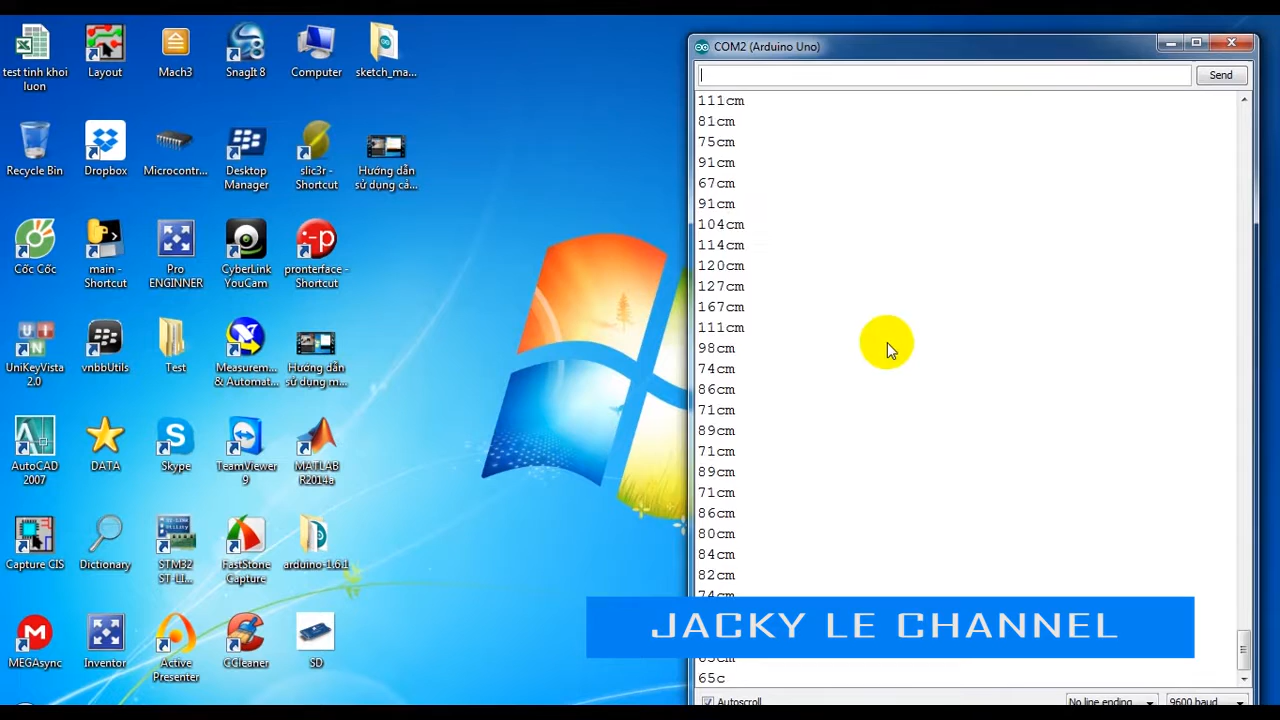 test tinh khoi
luon
Layout
Mach3
SnagIt 8
Computer
sketch_ma...
Recycle Bin
Dropbox
Microcontr...
Desktop
Manager
slic3r -
Shortcut
Hướng dẫn
sử dụng cả...
Cốc Cốc
main -
Shortcut
Pro
ENGINNER
CyberLink
YouCam
pronterface -
Shortcut
UniKeyVista
2.0
vnbbUtils
Test
Measurem...
& Automat...
Hướng dẫn
sử dụng m...
AutoCAD
2007
DATA
Skype
TeamViewer
9
MATLAB
R2014a
Capture CIS
Dictionary
STM32
ST-LI...
FastStone
Capture
arduino-1.6.1
MEGAsync
Inventor
Active
Presenter
CCleaner
SD
COM2 (Arduino Uno)
Send
111cm
81cm
75cm
91cm
67cm
91cm
104cm
114cm
120cm
127cm
167cm
111cm
98cm
74cm
86cm
71cm
89cm
71cm
89cm
71cm
86cm
80cm
84cm
82cm
74cm
JACKY LE CHANNEL
65c
Autoscroll
No line ending
9600 baud